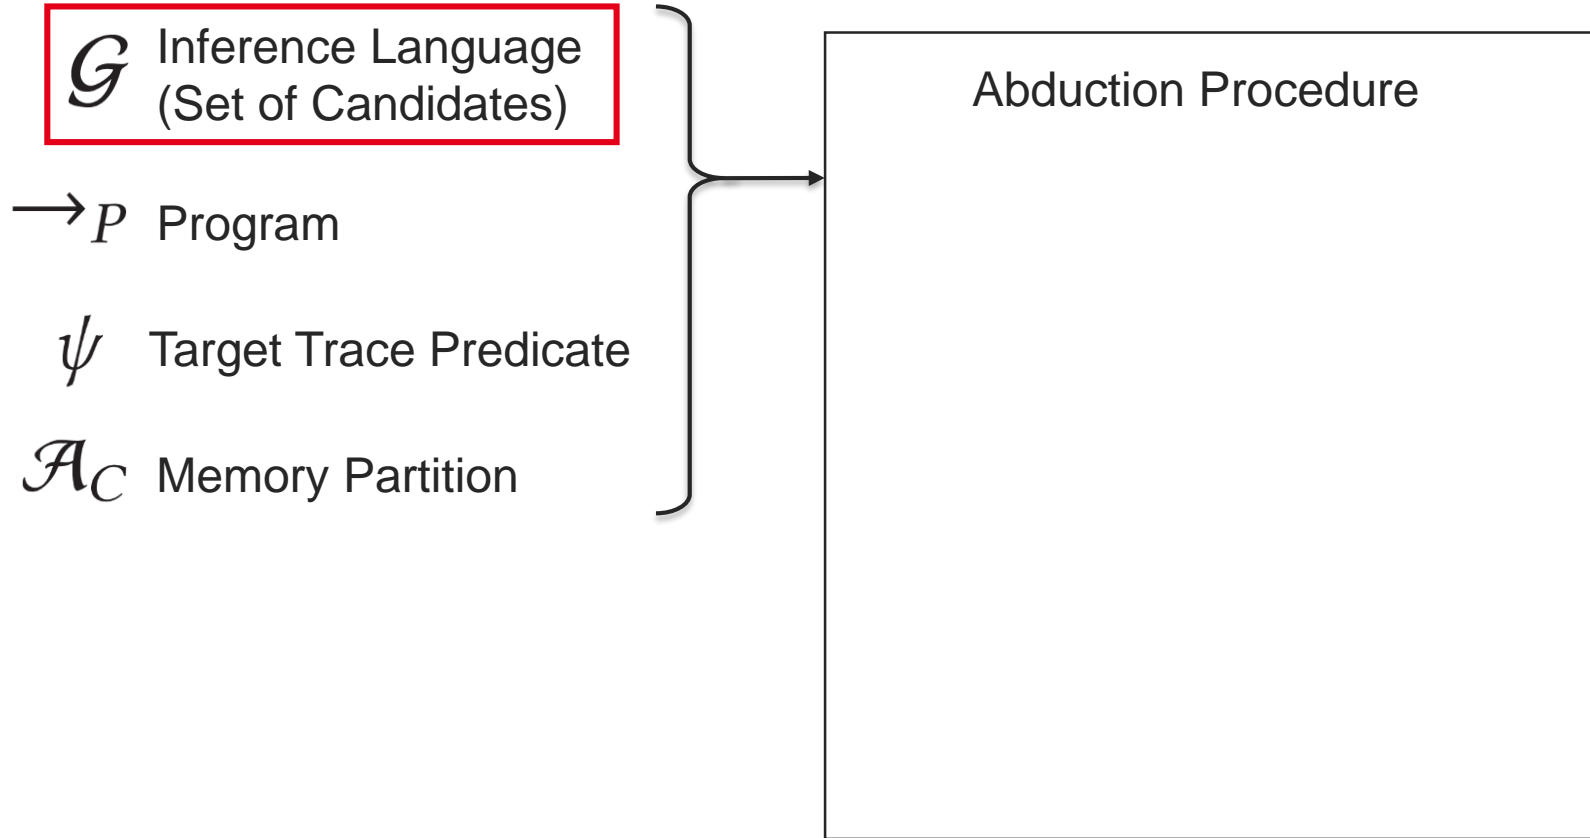 𝒢 Inference Language
(Set of Candidates)
→P Program
ψ Target Trace Predicate
𝒜C Memory Partition
Abduction Procedure